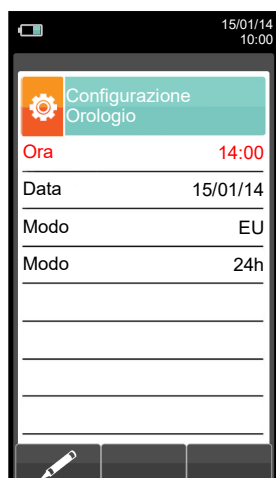 15/01/14
10:00
Configurazione
Orologio
Ora 14:00
Data 15/01/14
Modo EU
Modo 24h